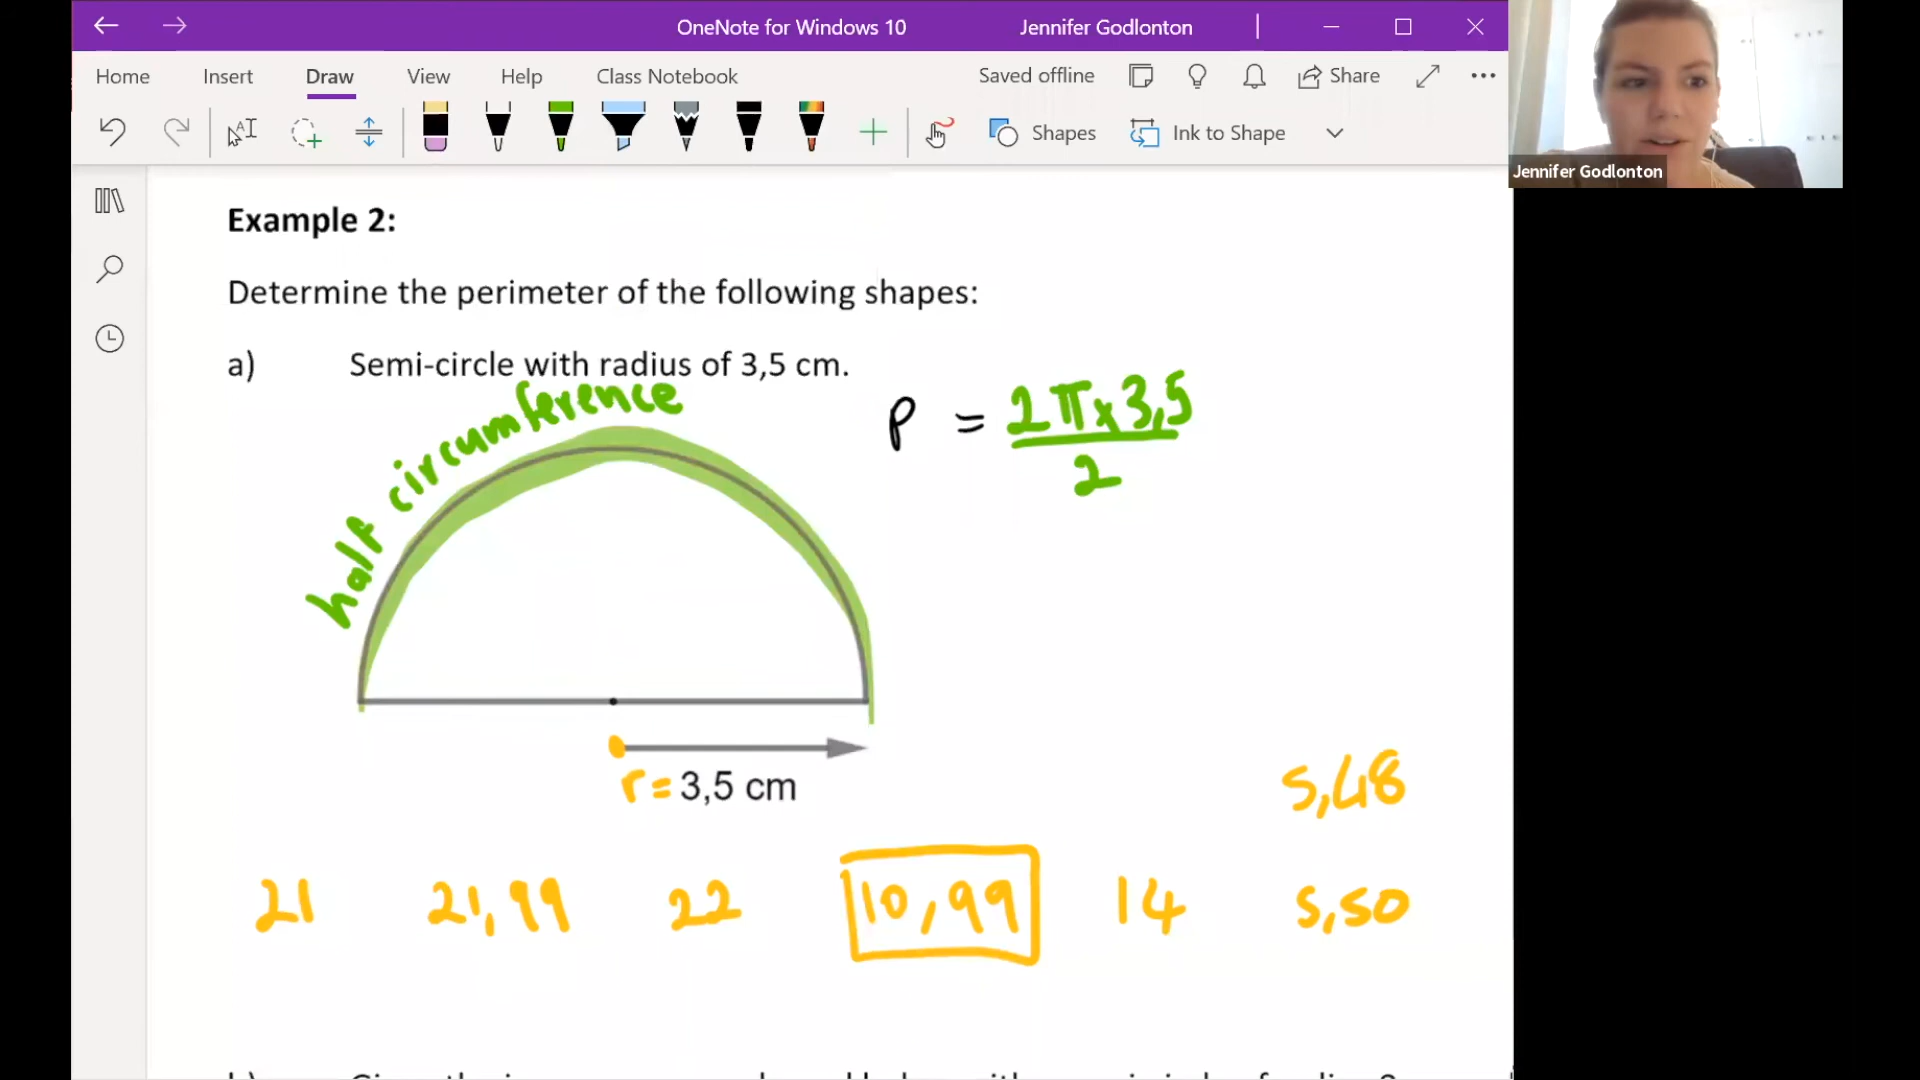 OneNote for Windows 10
Jennifer Godlonton
Home Insert Draw View Help Class Notebook
Saved offline
Share
Shapes
Ink to Shape
Jennifer Godlonton
Example 2:
Determine the perimeter of the following shapes:
a) Semi-circle with radius of 3,5 cm.
half circumference
P = 2π×3,5
2
r = 3,5 cm
5,48
21 21,99 22 10,99 14 5,50